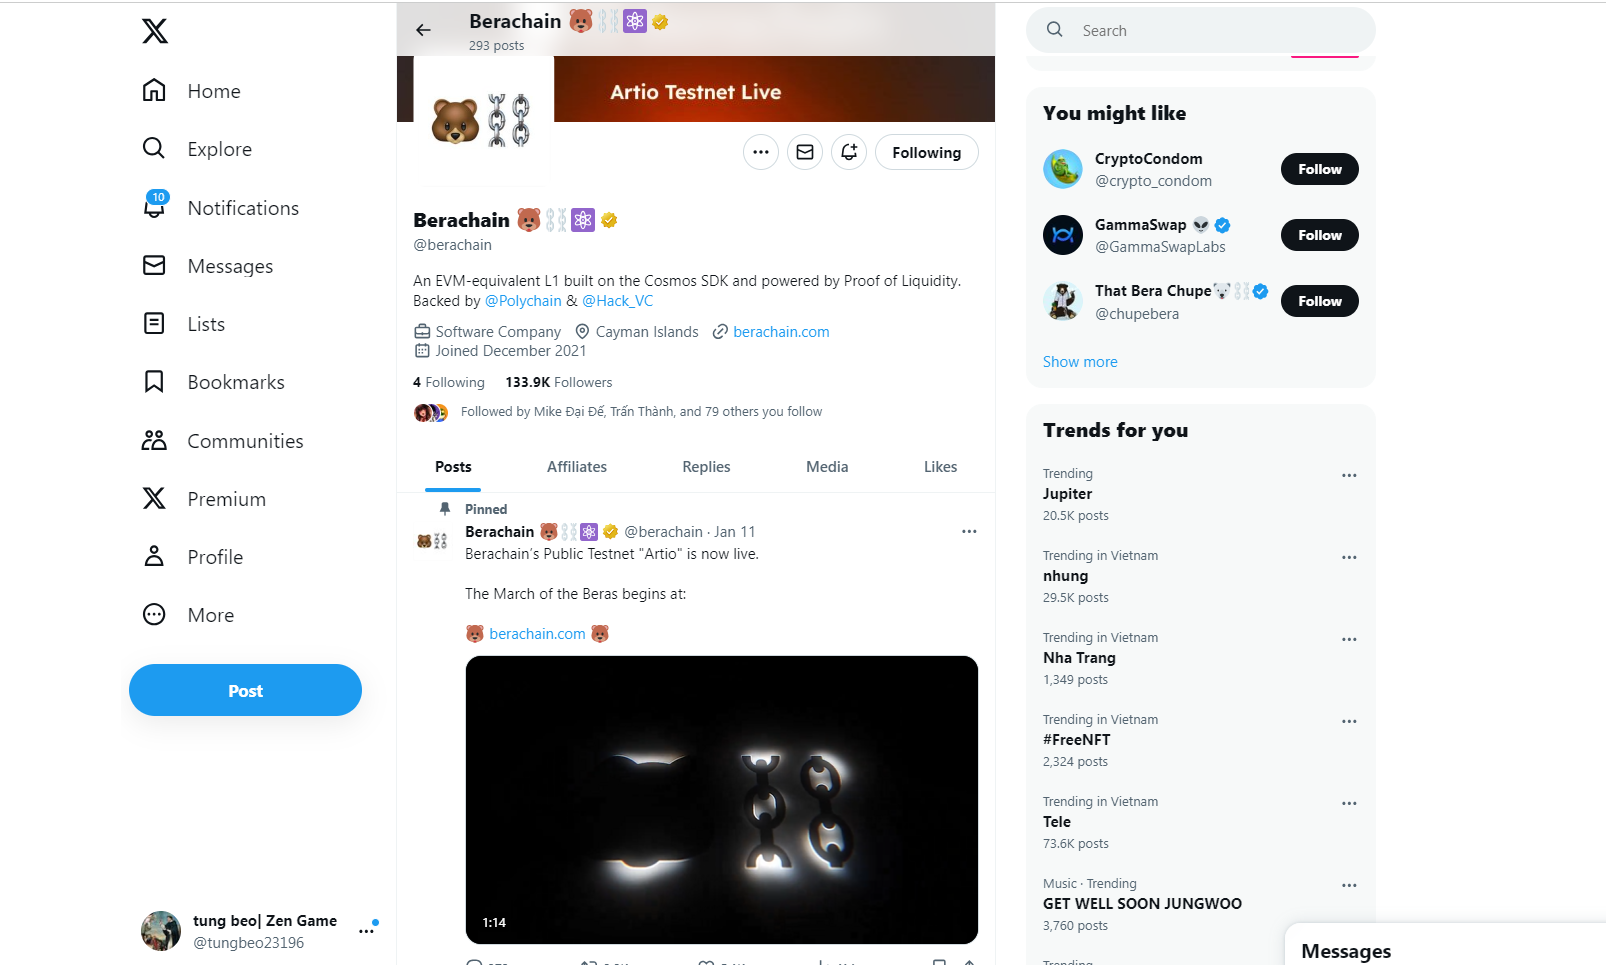 Home
Explore
10
Notifications
Messages
Lists
Bookmarks
Communities
Premium
Profile
More
Post
tung beo| Zen Game
@tungbeo23196
Berachain 🐻⛓⚛
293 posts
Artio Testnet Live
Following
Berachain 🐻⛓⚛
@berachain
An EVM-equivalent L1 built on the Cosmos SDK and powered by Proof of Liquidity.
Backed by @Polychain & @Hack_VC
Software Company Cayman Islands berachain.com
Joined December 2021
4 Following 133.9K Followers
Followed by Mike Đại Đế, Trấn Thành, and 79 others you follow
Posts Affiliates Replies Media Likes
Pinned
Berachain 🐻⛓⚛ @berachain · Jan 11
Berachain's Public Testnet "Artio" is now live.
The March of the Beras begins at:
🐻 berachain.com 🐻
1:14
Search
You might like
CryptoCondom
@crypto_condom
Follow
GammaSwap 👽
@GammaSwapLabs
Follow
That Bera Chupe🐻‍❄️⛓
@chupebera
Follow
Show more
Trends for you
Trending
Jupiter
20.5K posts
Trending in Vietnam
nhung
29.5K posts
Trending in Vietnam
Nha Trang
1,349 posts
Trending in Vietnam
#FreeNFT
2,324 posts
Trending in Vietnam
Tele
73.6K posts
Music · Trending
GET WELL SOON JUNGWOO
3,760 posts
Messages